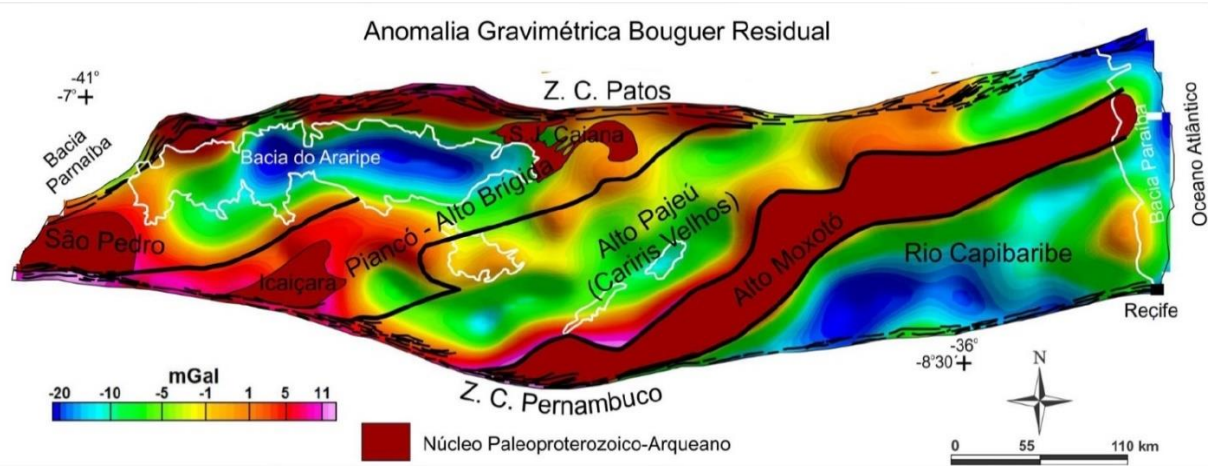 Anomalia Gravimétrica Bouguer Residual
-41°
-7°
Z. C. Patos
Bacia
Parnaíba
S. J. Caiana
Bacia do Araripe
Bacia Paraíba
Oceano Atlântico
São Pedro
Icaiçara
Piancó - Alto Brígida
Alto Pajeú
(Cariris Velhos)
Alto Moxotó
Rio Capibaribe
Reçife
-36°
-8°30'
Z. C. Pernambuco
mGal
-20 -10 -5 -1 1 5 11
N
Núcleo Paleoproterozoico-Arqueano
0 55 110 km